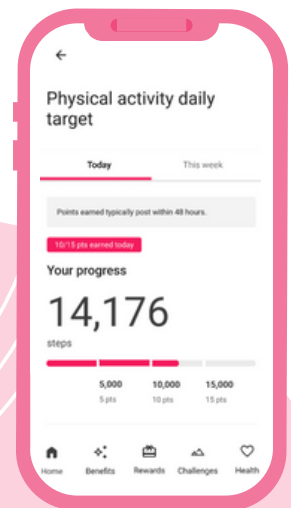 Physical activity daily
target
Today This week
Points earned typically post within 48 hours.
10/15 pts earned today
Your progress
14,176
steps
5,000 10,000 15,000
5 pts 10 pts 15 pts
Home Benefits Rewards Challenges Health